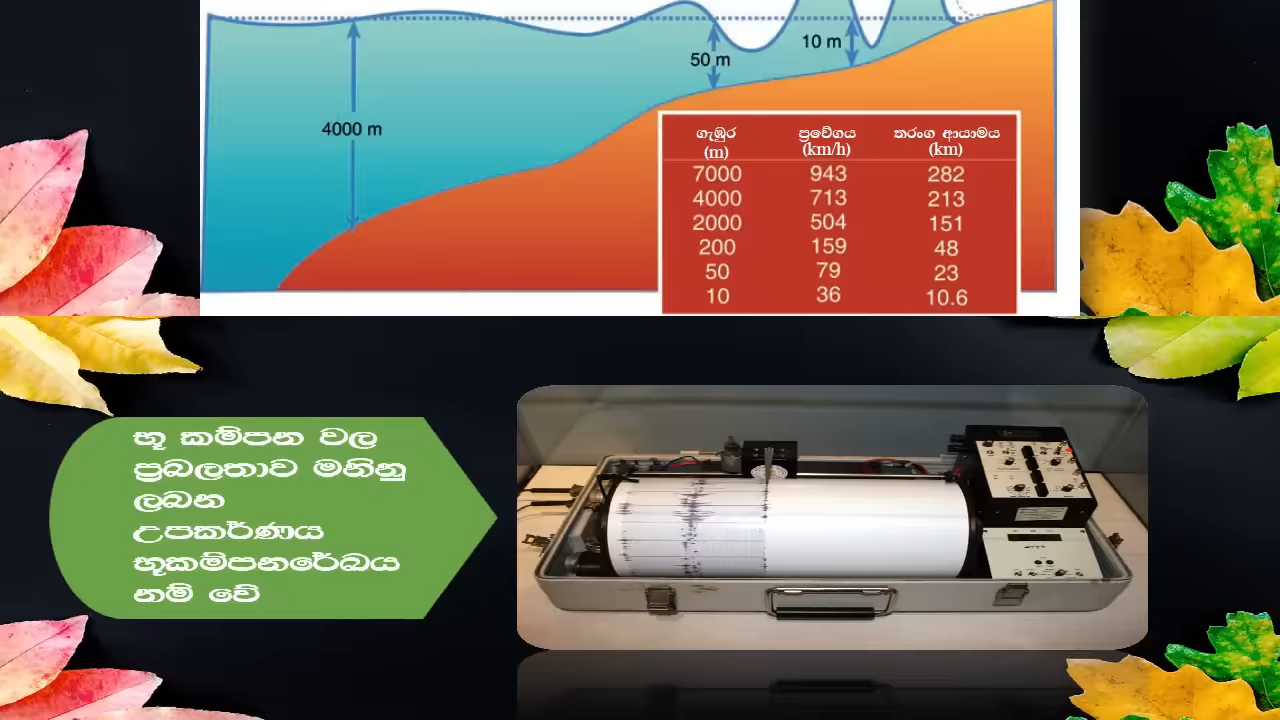 50 m
10 m
4000 m
ගැඹුර ප්‍රවේගය තරංග ආයාමය
(m) (km/h) (km)
7000 943 282
4000 713 213
2000 504 151
200 159 48
50 79 23
10 36 10.6
භූ කම්පන වල
ප්‍රබලතාව මනිනු
ලබන
උපකර්ණය
භූකම්පනරේඛය
නම් වේ